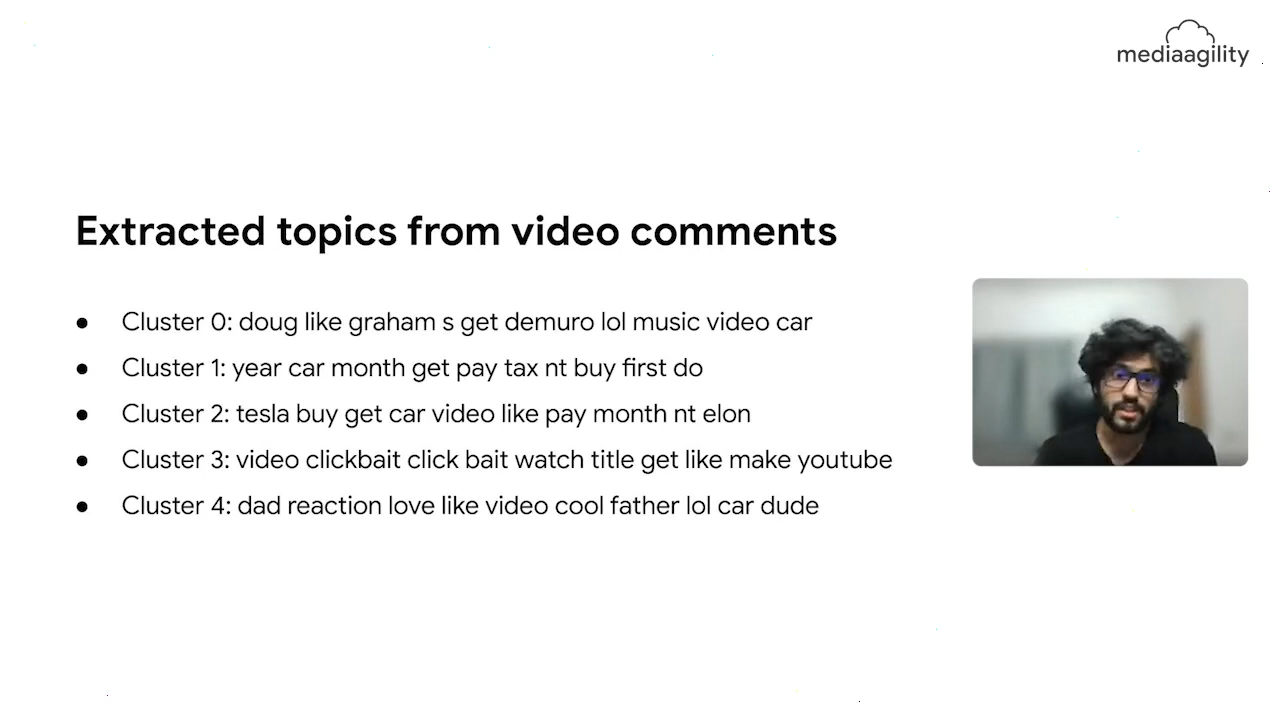 mediaagility
Extracted topics from video comments
• Cluster 0: doug like graham s get demuro lol music video car
• Cluster 1: year car month get pay tax nt buy first do
• Cluster 2: tesla buy get car video like pay month nt elon
• Cluster 3: video clickbait click bait watch title get like make youtube
• Cluster 4: dad reaction love like video cool father lol car dude